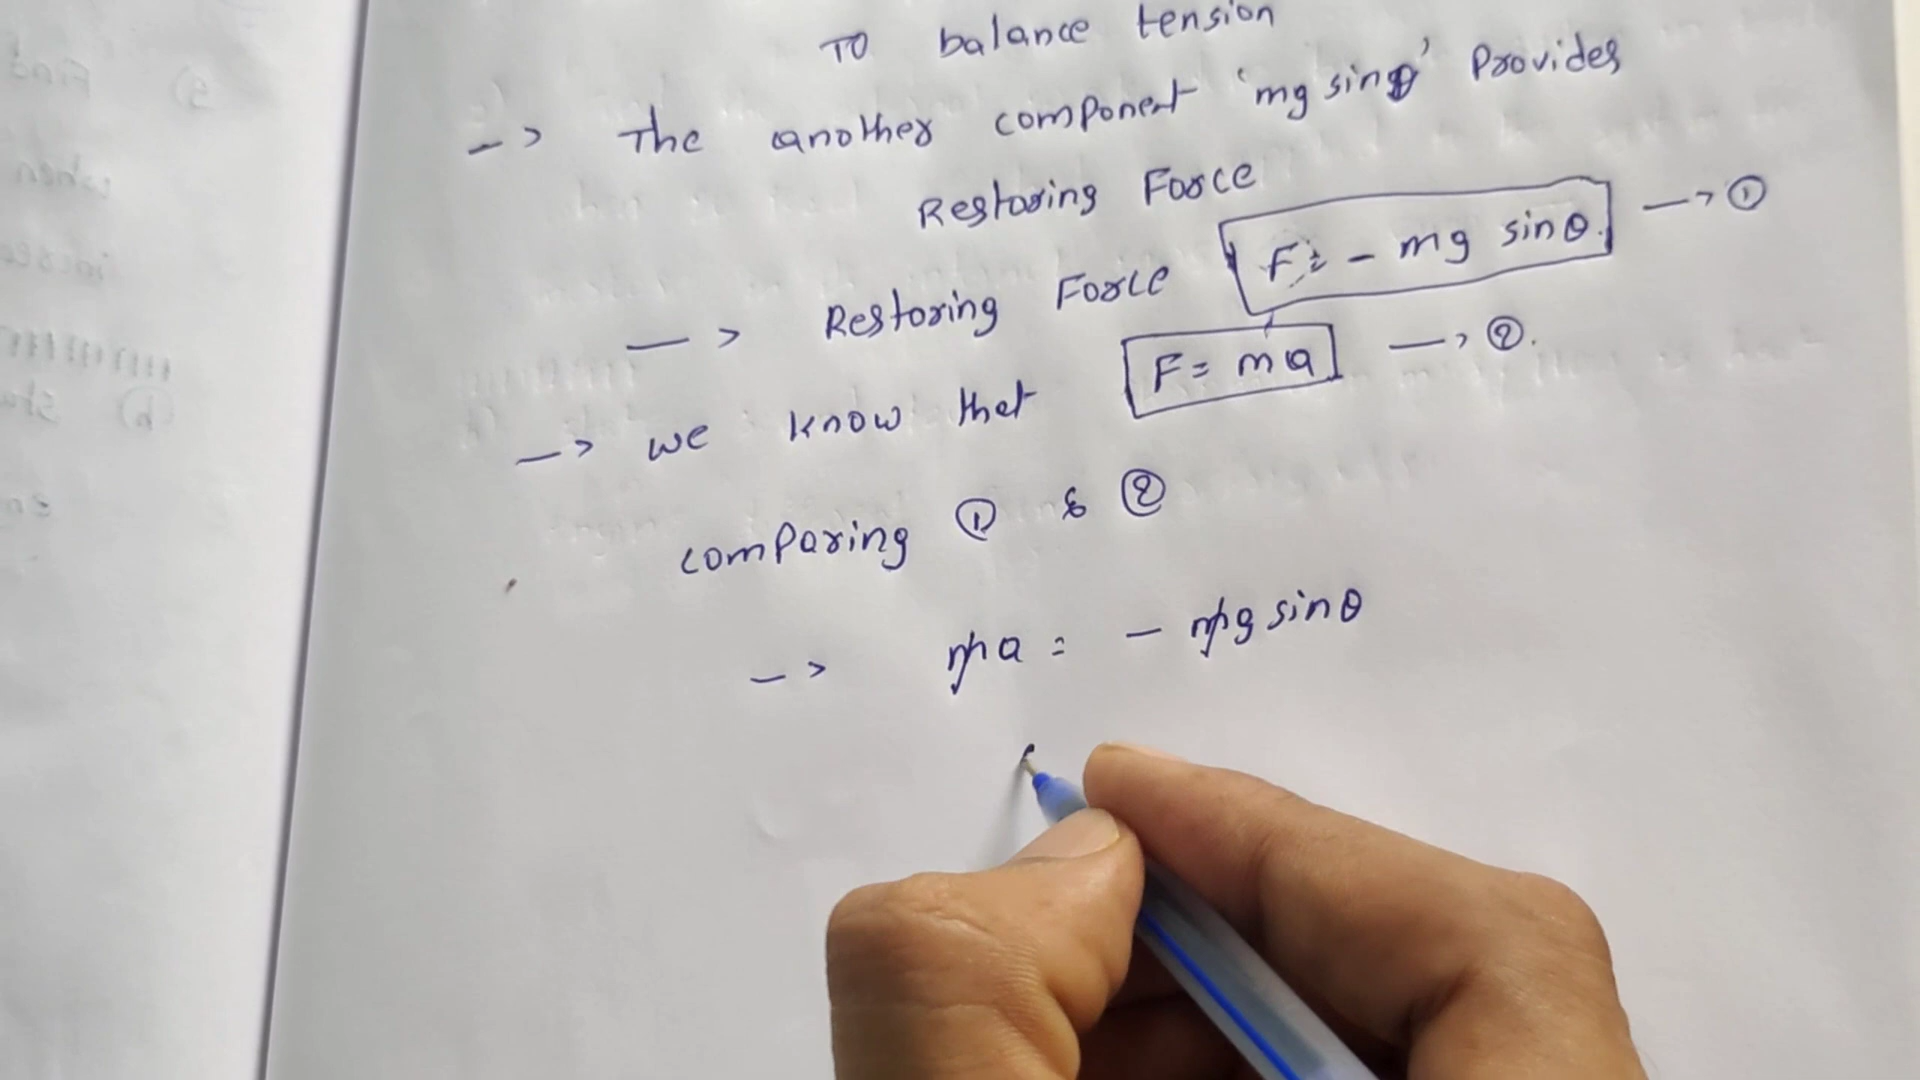 TO balance tension
-> The another component 'mg sinθ' Provides
Restoring Force
-> Restoring Force F = - mg sinθ. -> ①
-> we know that F = ma -> ②.
comparing ① & ②
-> ma = - mg sinθ